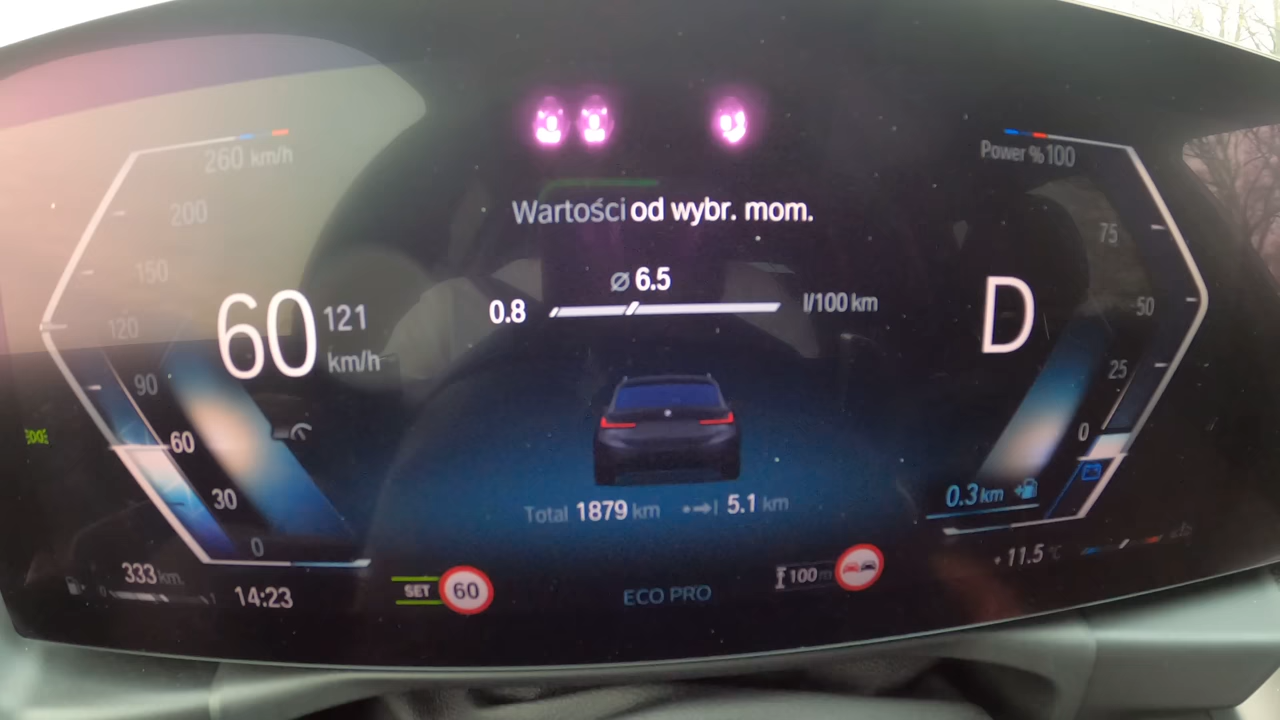 260 km/h
200
150
120
90
60
30
0
60 121
km/h
Wartości od wybr. mom.
ø 6.5
0.8 l/100 km
Power % 100
75
50
25
0
D
0.3 km
Total 1879 km 5.1 km
333 km
0 1
14:23
SET 60
ECO PRO
100 m
+11.5 °C